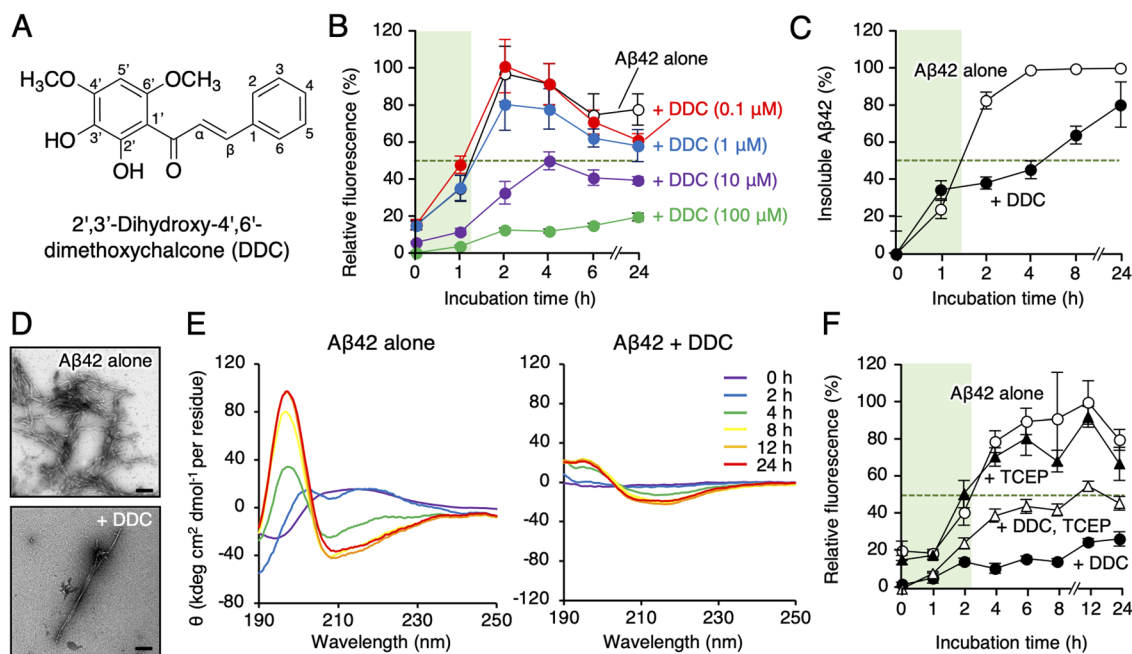 A
H₃CO
4'
5'
6'
OCH₃
2
3
4
HO
3'
1'
α
1
5
2'
β
6
OH
O
2',3'-Dihydroxy-4',6'-
dimethoxychalcone (DDC)
B
Relative fluorescence (%)
120
100
80
60
40
20
0
Aβ42 alone
+ DDC (0.1 μM)
+ DDC (1 μM)
+ DDC (10 μM)
+ DDC (100 μM)
0 1 2 4 6 24
Incubation time (h)
C
Insoluble Aβ42 (%)
120
100
80
60
40
20
0
Aβ42 alone
+ DDC
0 1 2 4 8 24
Incubation time (h)
D
Aβ42 alone
+ DDC
E
Aβ42 alone
θ (kdeg cm² dmol⁻¹ per residue)
120
80
40
0
-40
-80
190 210 230 250
Wavelength (nm)
Aβ42 + DDC
120
80
40
0
-40
-80
-120
0 h
2 h
4 h
8 h
12 h
24 h
190 210 230 250
Wavelength (nm)
F
Relative fluorescence (%)
120
100
80
60
40
20
0
Aβ42 alone
+ TCEP
+ DDC, TCEP
+ DDC
0 1 2 4 6 8 12 24
Incubation time (h)